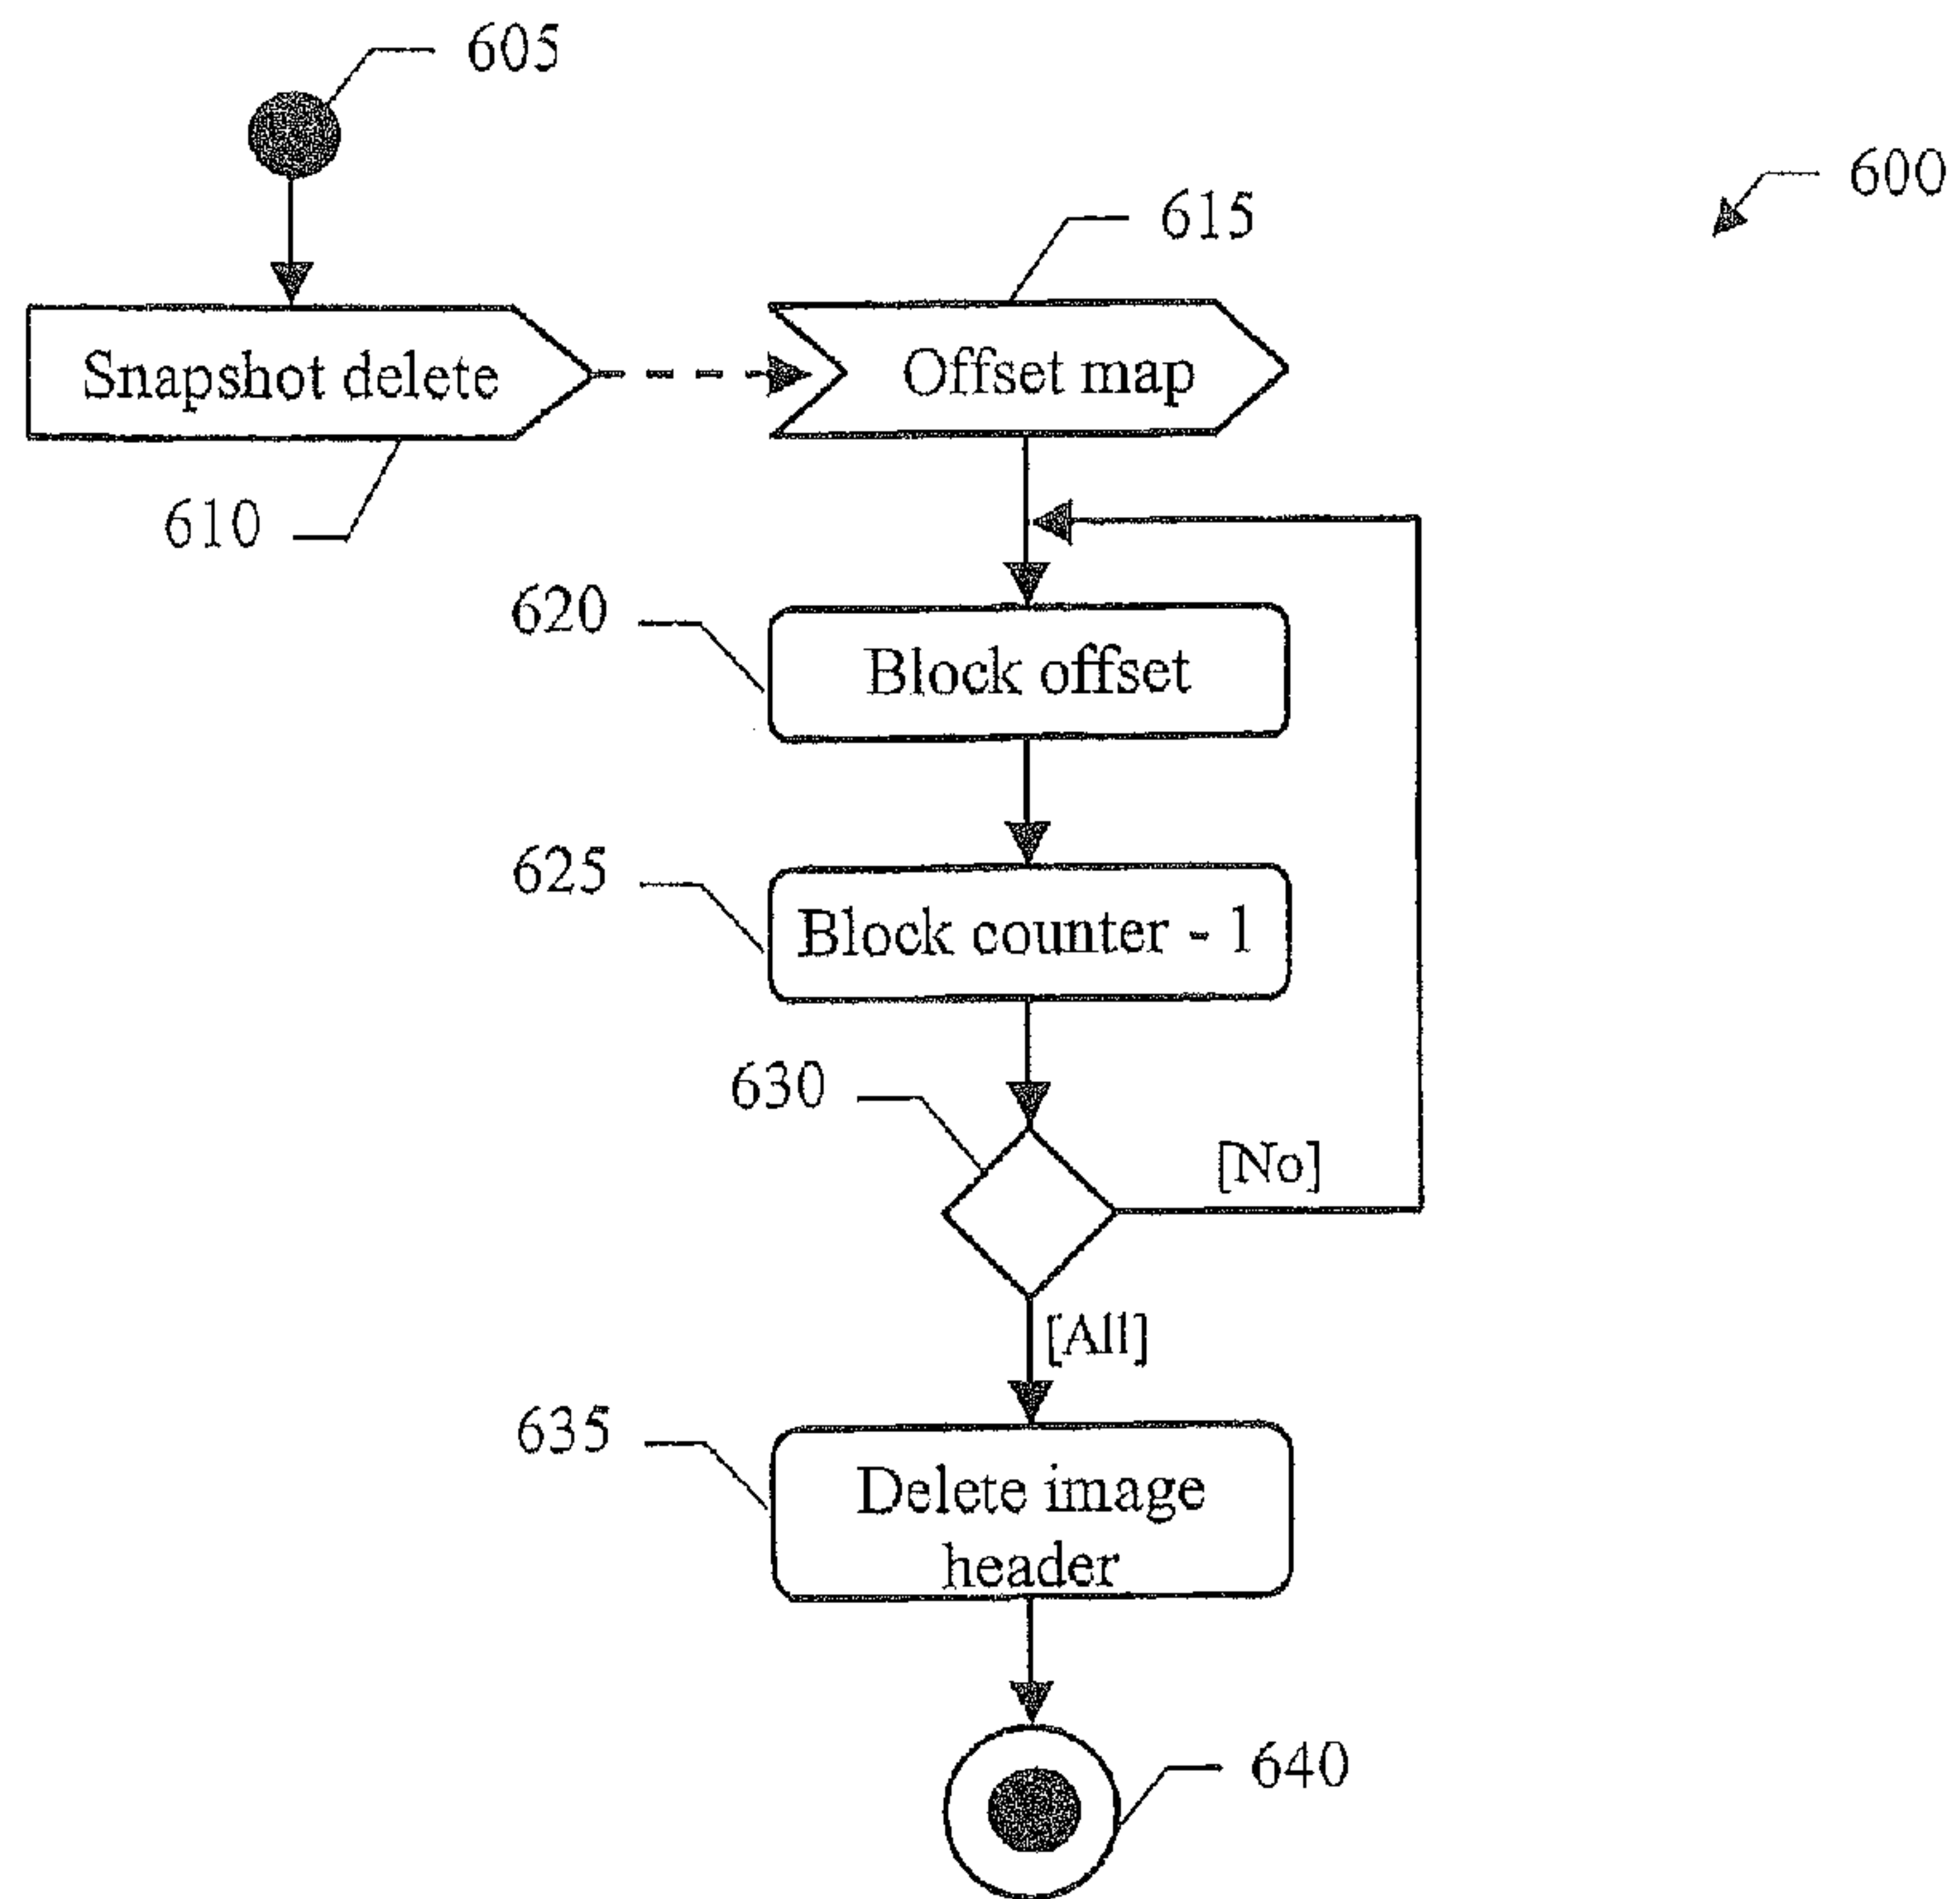 605
600
615
Snapshot delete
Offset map
610
620
Block offset
625
Block counter - 1
630
[No]
[All]
635
Delete image
header
640